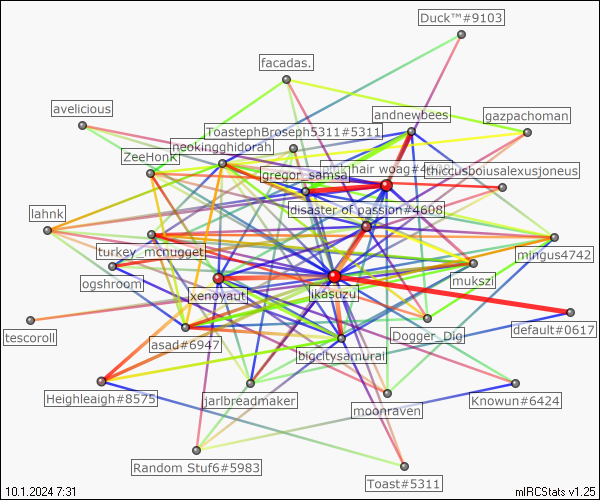 Duck™#9103
facadas.
avelicious
andnewbees
gazpachoman
ToastephBroseph5311#5311
neokingghidorah
ZeeHonk
gregor_samsa
hair woag#4
thiccusboiusalexusjoneus
disaster of passion#4608
lahnk
turkey_mcnugget
mingus4742
ogshroom
xenoyaut
ikasuzu
mukszi
tescoroll
asad#6947
Dogger_Dig
default#0617
bigcitysamurai
Heighleaigh#8575
jarlbreadmaker
moonraven
Knowun#6424
Random Stuf6#5983
Toast#5311
10.1.2024 7:31
mIRCStats v1.25